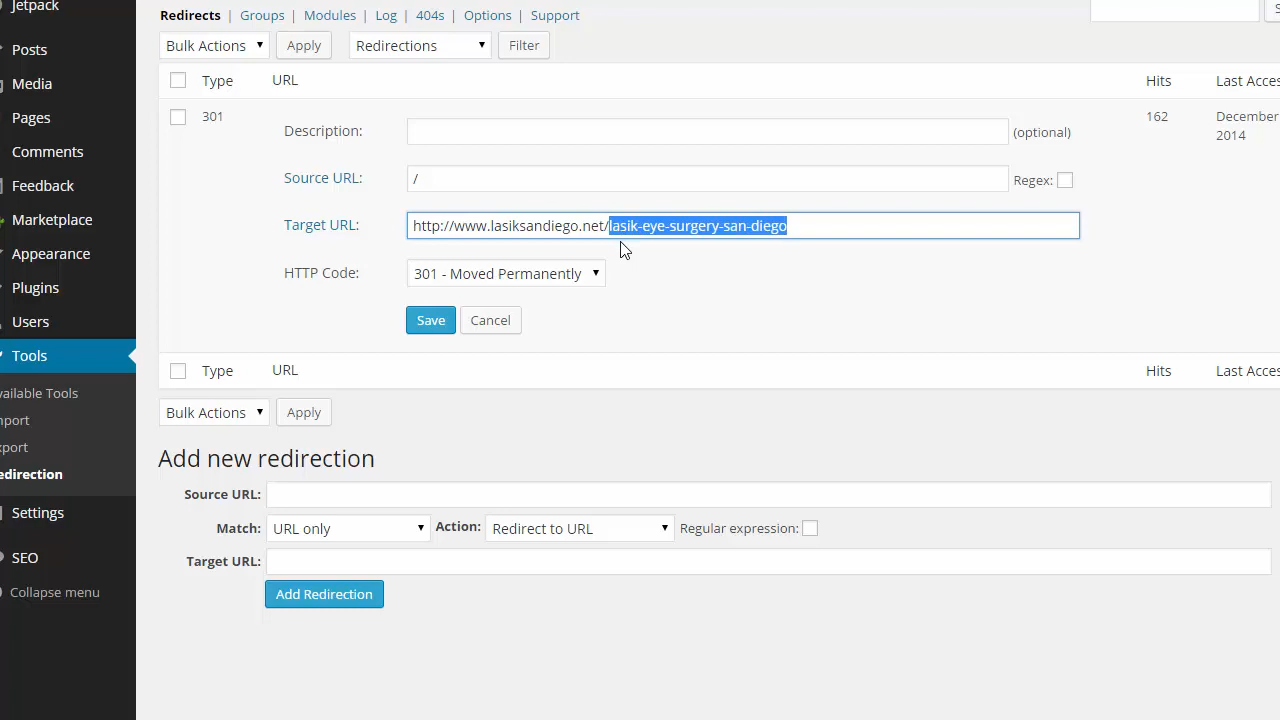 Jetpack
Posts
Media
Pages
Comments
Feedback
Marketplace
Appearance
Plugins
Users
Tools
vailable Tools
mport
xport
edirection
Settings
SEO
Collapse menu
Redirects | Groups | Modules | Log | 404s | Options | Support
Bulk Actions Apply Redirections Filter
Type URL Hits Last Acces
301 Description: (optional) 162 December
2014
Source URL: / Regex:
Target URL: http://www.lasiksandiego.net/lasik-eye-surgery-san-diego
HTTP Code: 301 - Moved Permanently
Save Cancel
Type URL Hits Last Acces
Bulk Actions Apply
Add new redirection
Source URL:
Match: URL only Action: Redirect to URL Regular expression:
Target URL:
Add Redirection